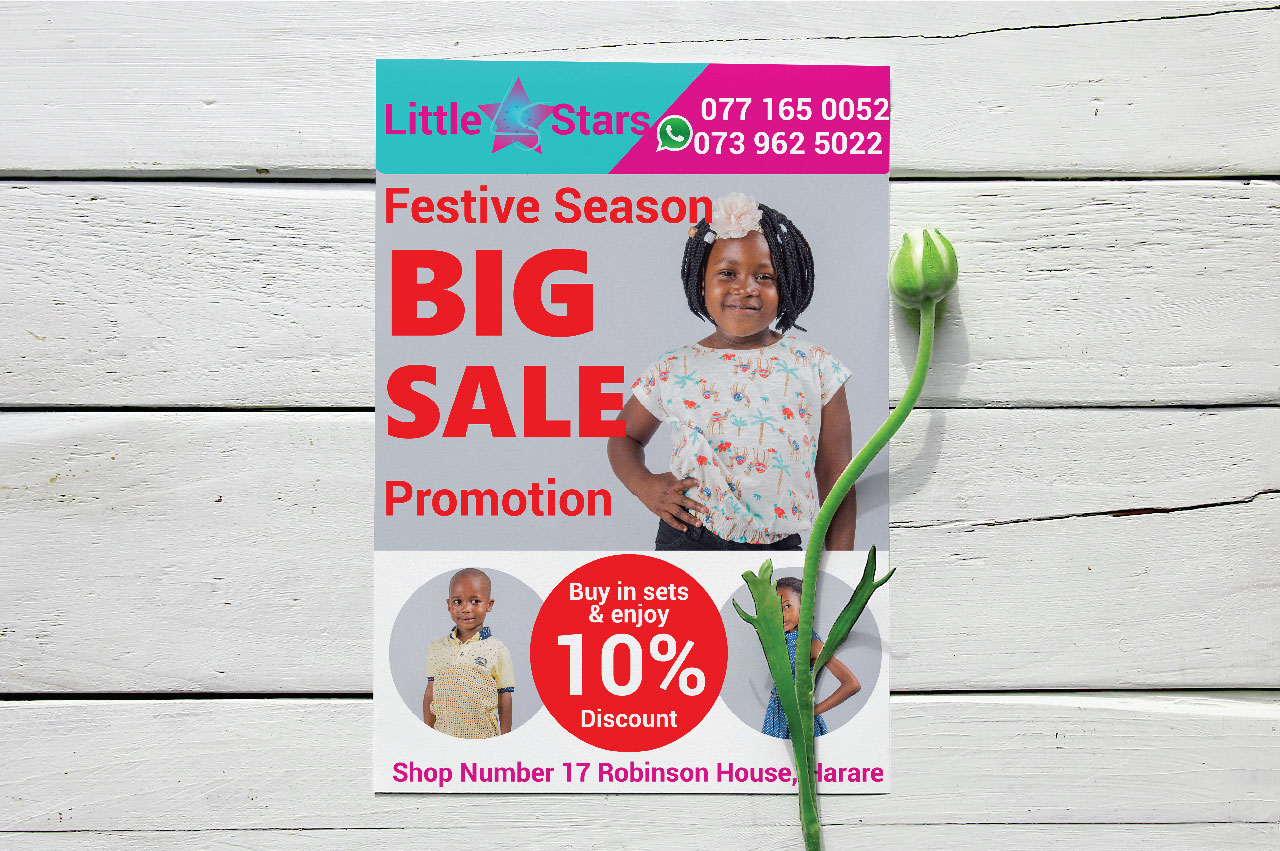 Little Stars
077 165 0052
073 962 5022
Festive Season
BIG
SALE
Promotion
Buy in sets
& enjoy
10%
Discount
Shop Number 17 Robinson House, Harare